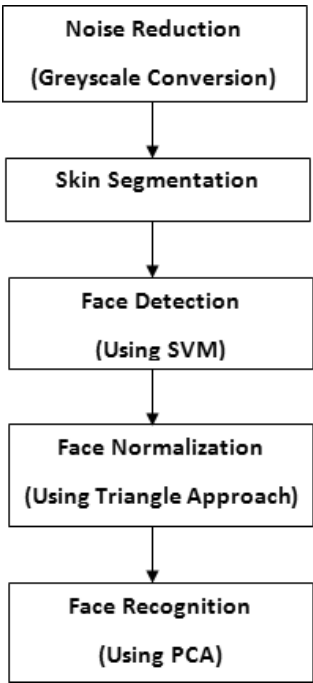 Noise Reduction
(Greyscale Conversion)
Skin Segmentation
Face Detection
(Using SVM)
Face Normalization
(Using Triangle Approach)
Face Recognition
(Using PCA)